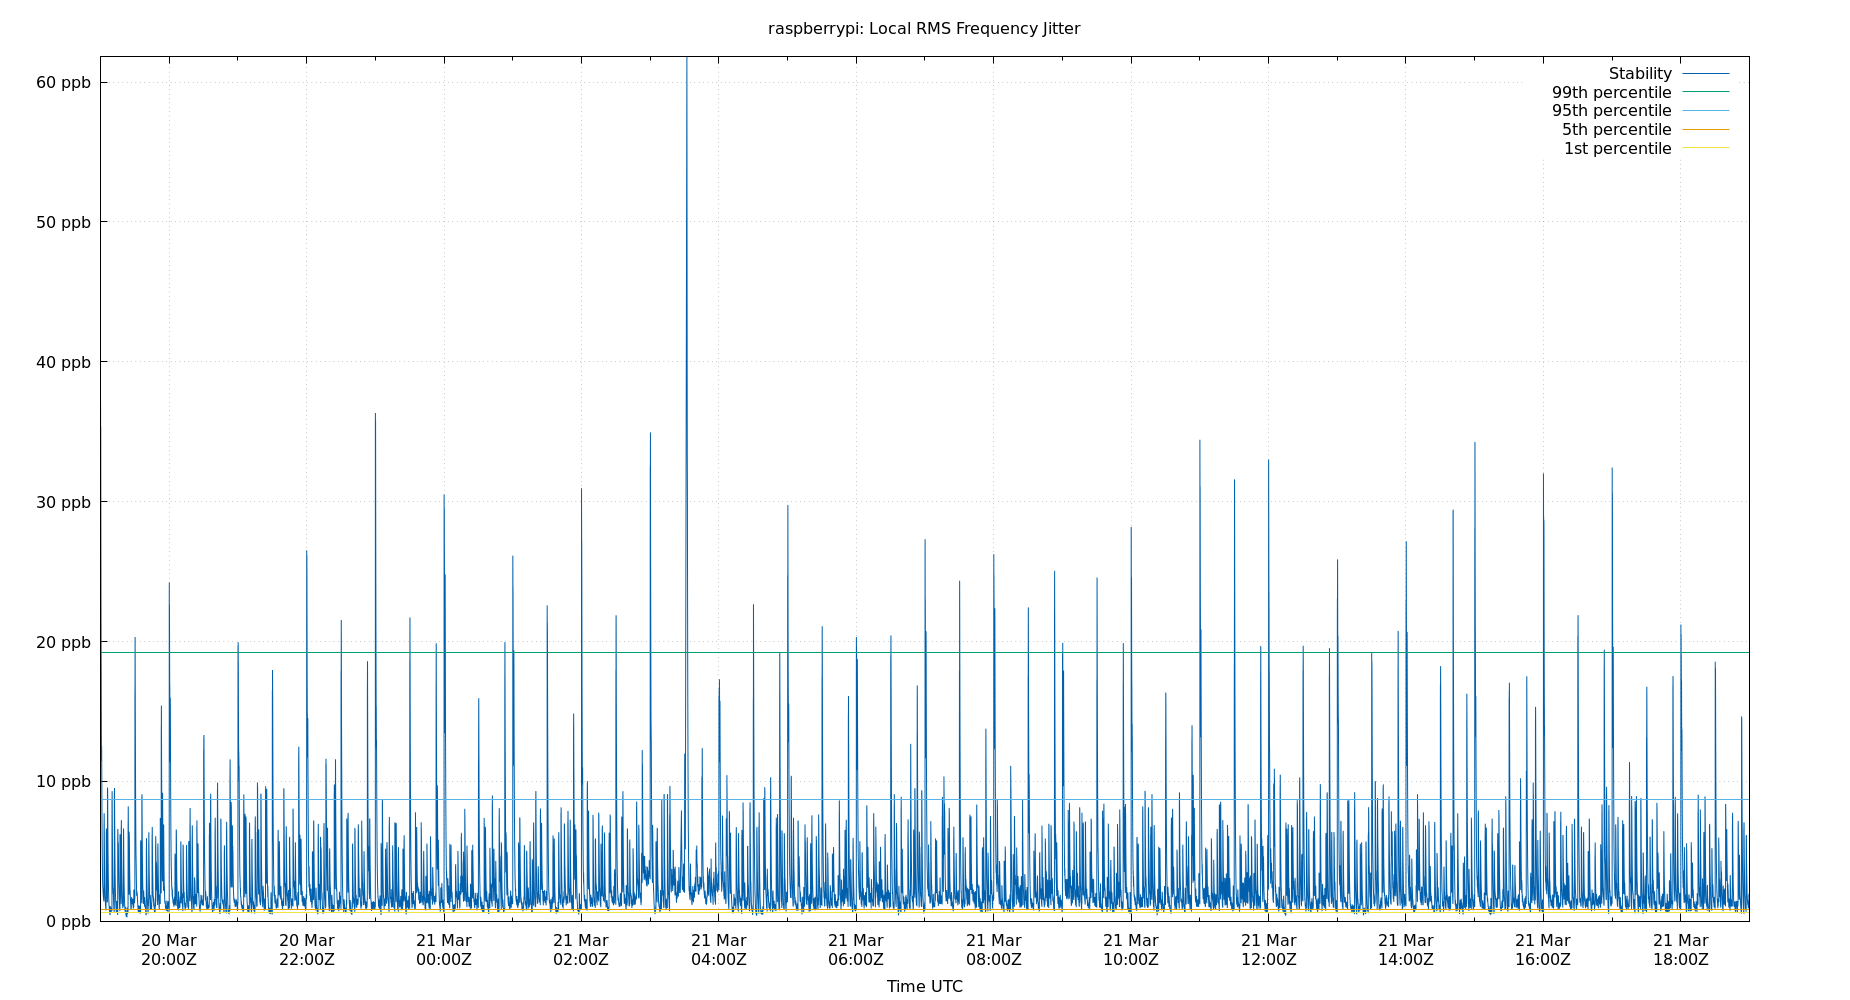 raspberrypi: Local RMS Frequency Jitter
Stability
99th percentile
95th percentile
5th percentile
1st percentile
60 ppb
50 ppb
40 ppb
30 ppb
20 ppb
10 ppb
0 ppb
20 Mar 20 Mar 21 Mar 21 Mar 21 Mar 21 Mar 21 Mar 21 Mar 21 Mar 21 Mar 21 Mar 21 Mar
20:00Z 22:00Z 00:00Z 02:00Z 04:00Z 06:00Z 08:00Z 10:00Z 12:00Z 14:00Z 16:00Z 18:00Z
Time UTC